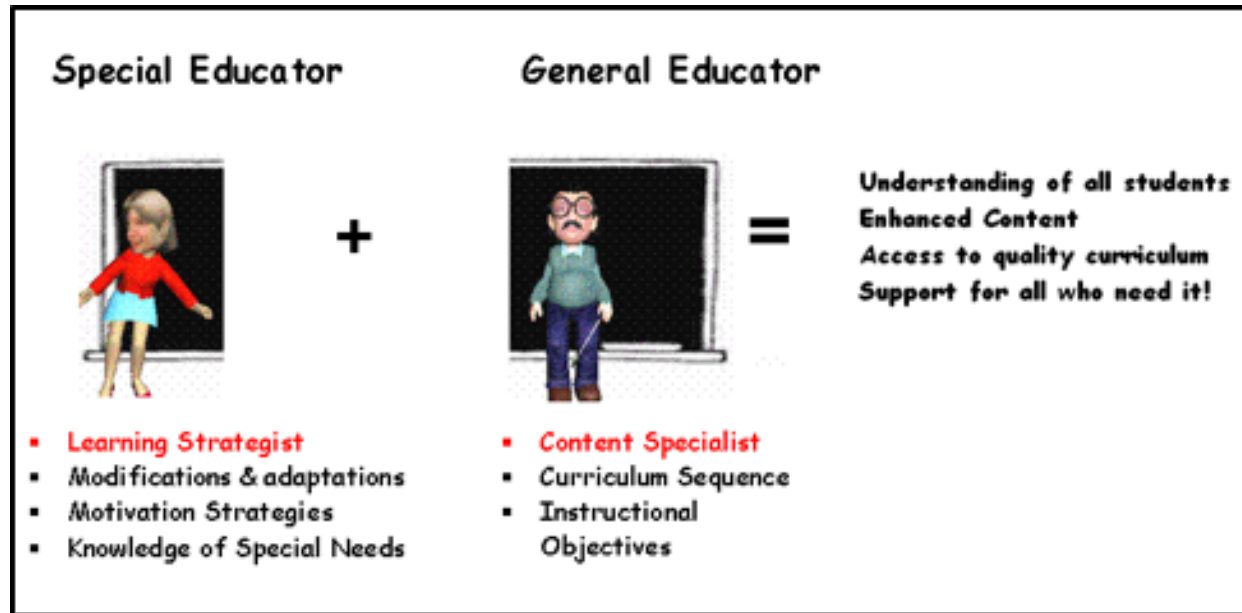 Special Educator
General Educator
+
=
Understanding of all students
Enhanced Content
Access to quality curriculum
Support for all who need it!
▪ Learning Strategist
▪ Modifications & adaptations
▪ Motivation Strategies
▪ Knowledge of Special Needs
▪ Content Specialist
▪ Curriculum Sequence
▪ Instructional
Objectives